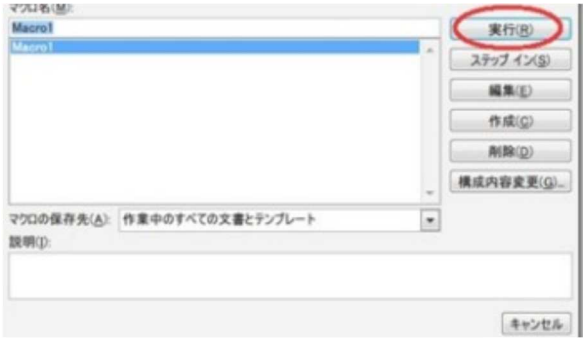 マクロ名(M):
Macro1
Macro1
実行(R)
ステップ イン(S)
編集(E)
作成(C)
削除(D)
構成内容変更(G)...
マクロの保存先(A): 作業中のすべての文書とテンプレート
説明(I):
キャンセル